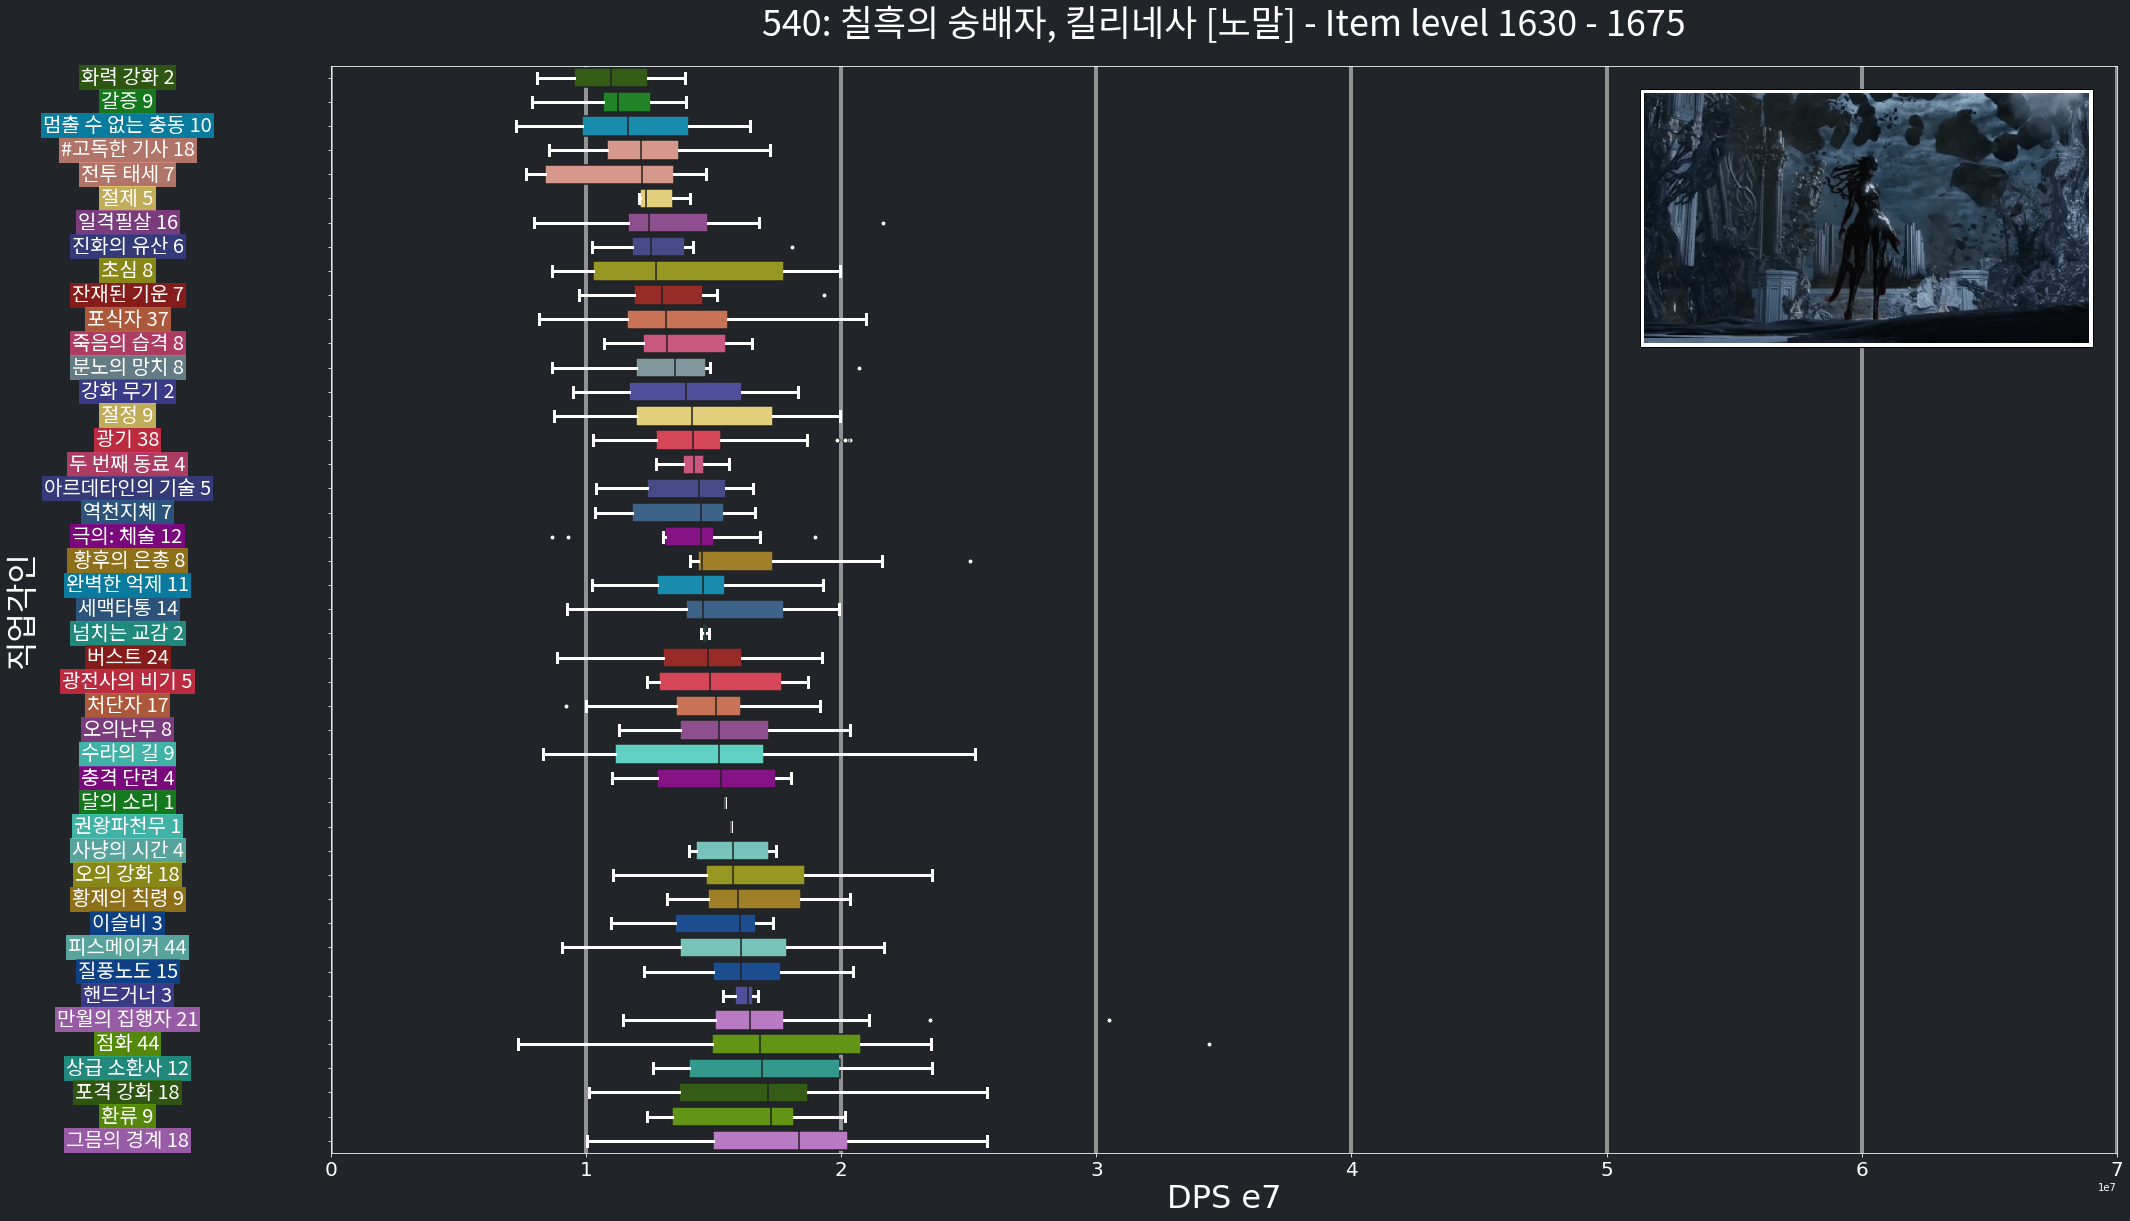 540: 칠흑의 숭배자, 킬리네사 [노말] - Item level 1630 - 1675
직업각인
화력 강화 2
갈증 9
멈출 수 없는 충동 10
#고독한 기사 18
전투 태세 7
절제 5
일격필살 16
진화의 유산 6
초심 8
잔재된 기운 7
포식자 37
죽음의 습격 8
분노의 망치 8
강화 무기 2
절정 9
광기 38
두 번째 동료 4
아르데타인의 기술 5
역천지체 7
극의: 체술 12
황후의 은총 8
완벽한 억제 11
세맥타통 14
넘치는 교감 2
버스트 24
광전사의 비기 5
처단자 17
오의난무 8
수라의 길 9
충격 단련 4
달의 소리 1
권왕파천무 1
사냥의 시간 4
오의 강화 18
황제의 칙령 9
이슬비 3
피스메이커 44
질풍노도 15
핸드거너 3
만월의 집행자 21
점화 44
상급 소환사 12
포격 강화 18
환류 9
그믐의 경계 18
0 1 2 3 4 5 6 7
1e7
DPS e7